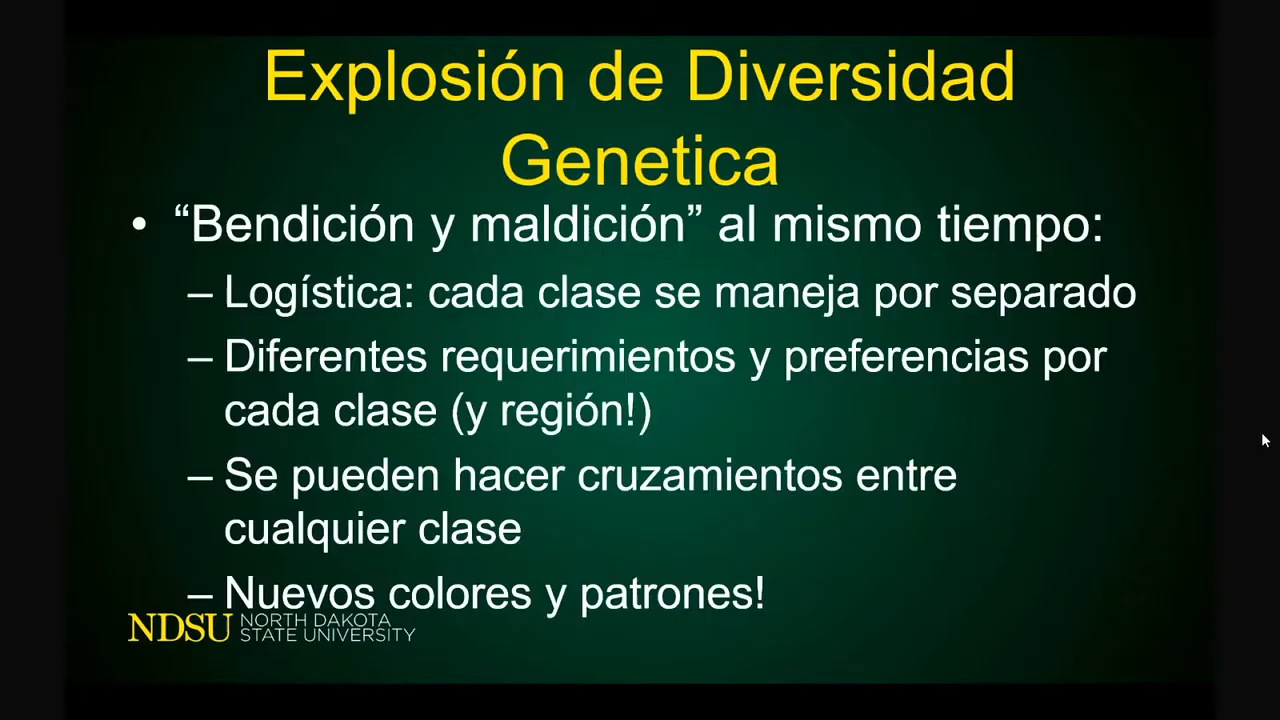 Explosión de Diversidad
Genetica
• “Bendición y maldición” al mismo tiempo:
– Logística: cada clase se maneja por separado
– Diferentes requerimientos y preferencias por
cada clase (y región!)
– Se pueden hacer cruzamientos entre
cualquier clase
– Nuevos colores y patrones!
NDSU NORTH DAKOTA
STATE UNIVERSITY